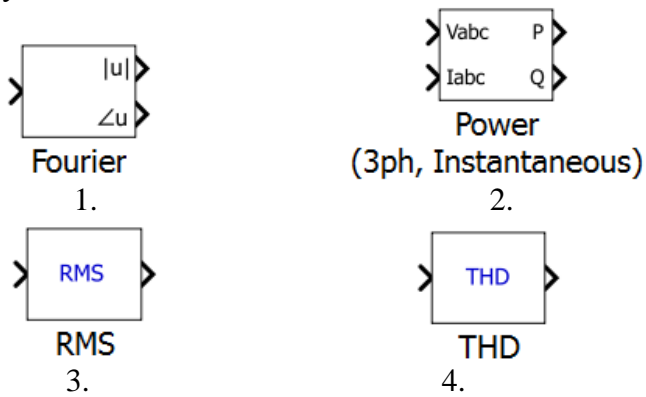 |u|
∠u
Fourier
1.
Vabc P
Iabc Q
Power
(3ph, Instantaneous)
2.
RMS
RMS
3.
THD
THD
4.